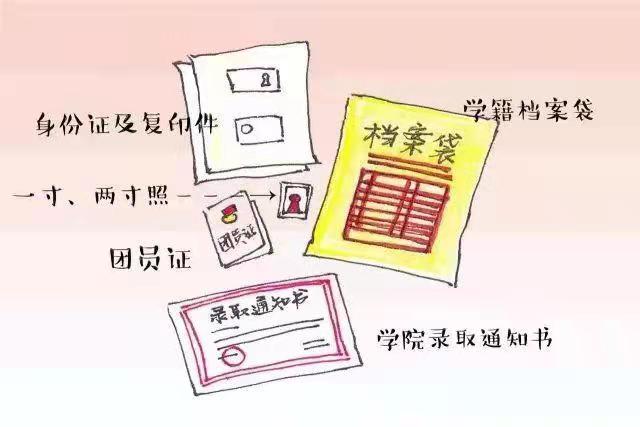 身份证及复印件
学籍档案袋
档案袋
一寸、两寸照
团员证
团员证
录取通知书
学院录取通知书